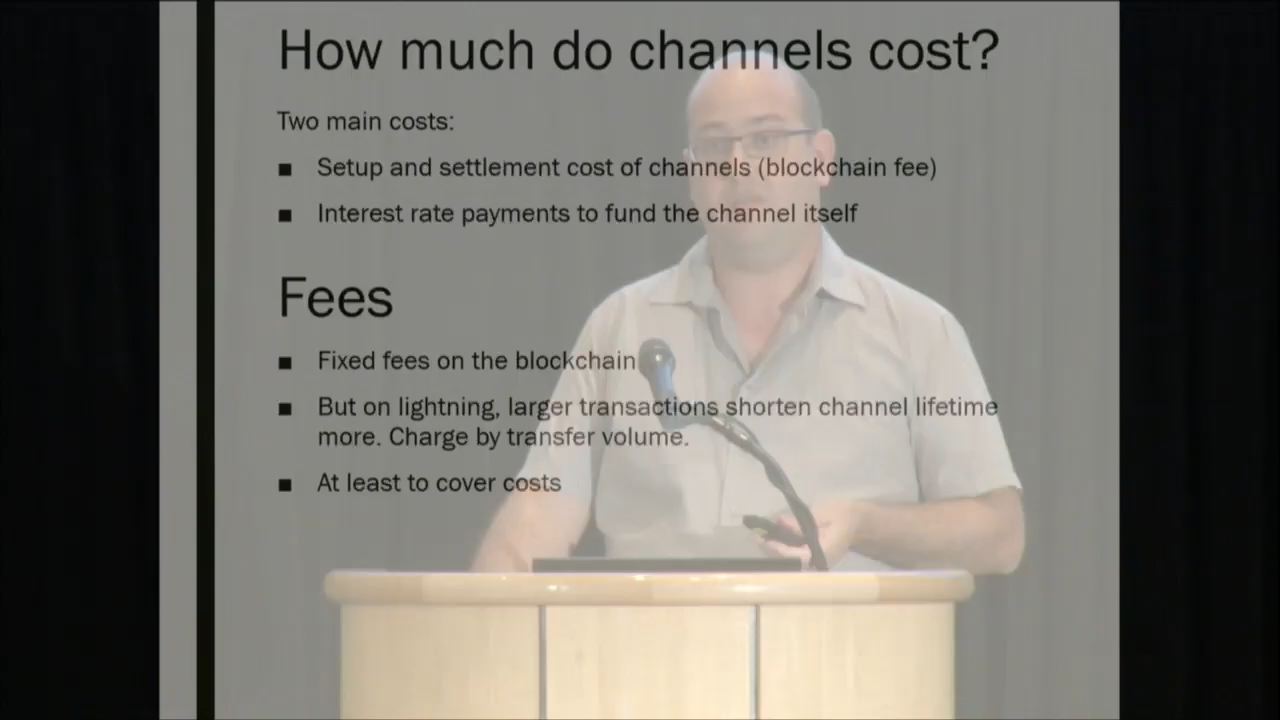 How much do channels cost?
Two main costs:
■ Setup and settlement cost of channels (blockchain fee)
■ Interest rate payments to fund the channel itself
Fees
■ Fixed fees on the blockchain
■ But on lightning, larger transactions shorten channel lifetime
more. Charge by transfer volume.
■ At least to cover costs